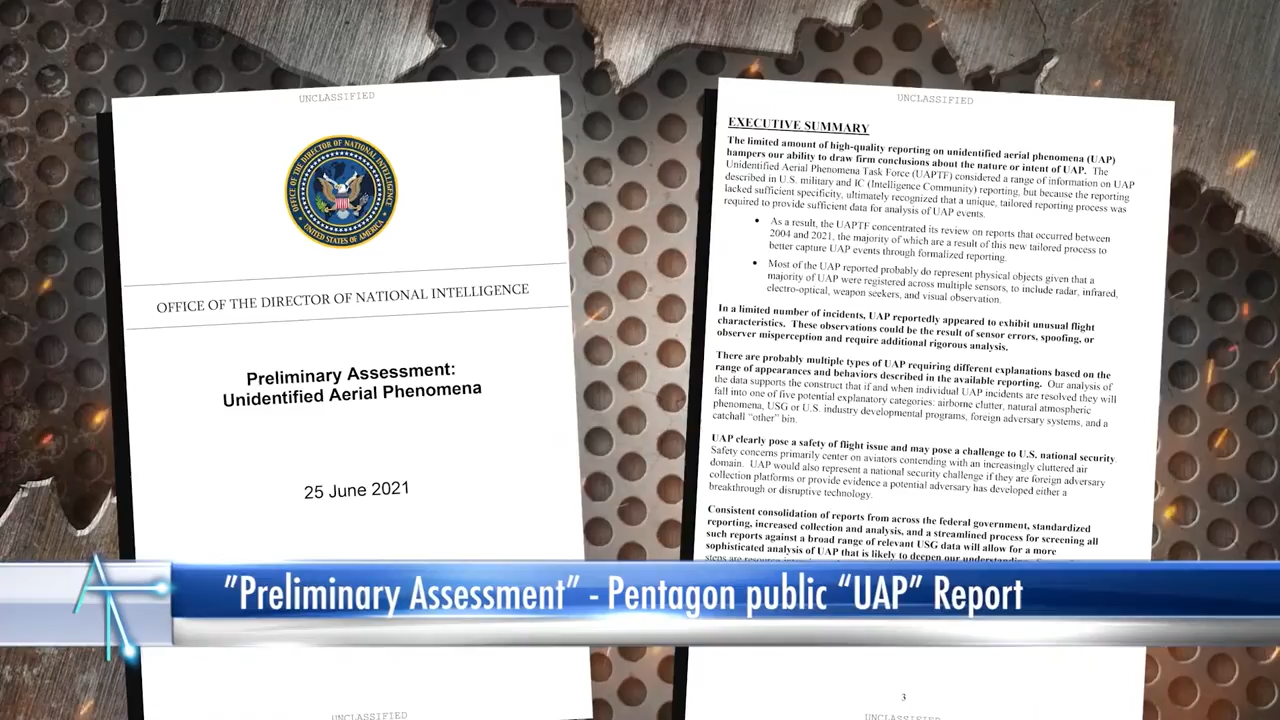 UNCLASSIFIED
OFFICE OF THE DIRECTOR OF NATIONAL INTELLIGENCE
UNITED STATES OF AMERICA
OFFICE OF THE DIRECTOR OF NATIONAL INTELLIGENCE
Preliminary Assessment:
Unidentified Aerial Phenomena
25 June 2021
UNCLASSIFIED
UNCLASSIFIED
EXECUTIVE SUMMARY
The limited amount of high-quality reporting on unidentified aerial phenomena (UAP)
hampers our ability to draw firm conclusions about the nature or intent of UAP. The
Unidentified Aerial Phenomena Task Force (UAPTF) considered a range of information on UAP
described in U.S. military and IC (Intelligence Community) reporting, but because the reporting
lacked sufficient specificity, ultimately recognized that a unique, tailored reporting process was
required to provide sufficient data for analysis of UAP events.
• As a result, the UAPTF concentrated its review on reports that occurred between
2004 and 2021, the majority of which are a result of this new tailored process to
better capture UAP events through formalized reporting.
• Most of the UAP reported probably do represent physical objects given that a
majority of UAP were registered across multiple sensors, to include radar, infrared,
electro-optical, weapon seekers, and visual observation.
In a limited number of incidents, UAP reportedly appeared to exhibit unusual flight
characteristics. These observations could be the result of sensor errors, spoofing, or
observer misperception and require additional rigorous analysis.
There are probably multiple types of UAP requiring different explanations based on the
range of appearances and behaviors described in the available reporting. Our analysis of
the data supports the construct that if and when individual UAP incidents are resolved they will
fall into one of five potential explanatory categories: airborne clutter, natural atmospheric
phenomena, USG or U.S. industry developmental programs, foreign adversary systems, and a
catchall “other” bin.
UAP clearly pose a safety of flight issue and may pose a challenge to U.S. national security.
Safety concerns primarily center on aviators contending with an increasingly cluttered air
domain. UAP would also represent a national security challenge if they are foreign adversary
collection platforms or provide evidence a potential adversary has developed either a
breakthrough or disruptive technology.
Consistent consolidation of reports from across the federal government, standardized
reporting, increased collection and analysis, and a streamlined process for screening all
such reports against a broad range of relevant USG data will allow for a more
sophisticated analysis of UAP that is likely to deepen our understanding.
steps are
3
UNCLASSIFIED
”Preliminary Assessment” - Pentagon public “UAP” Report